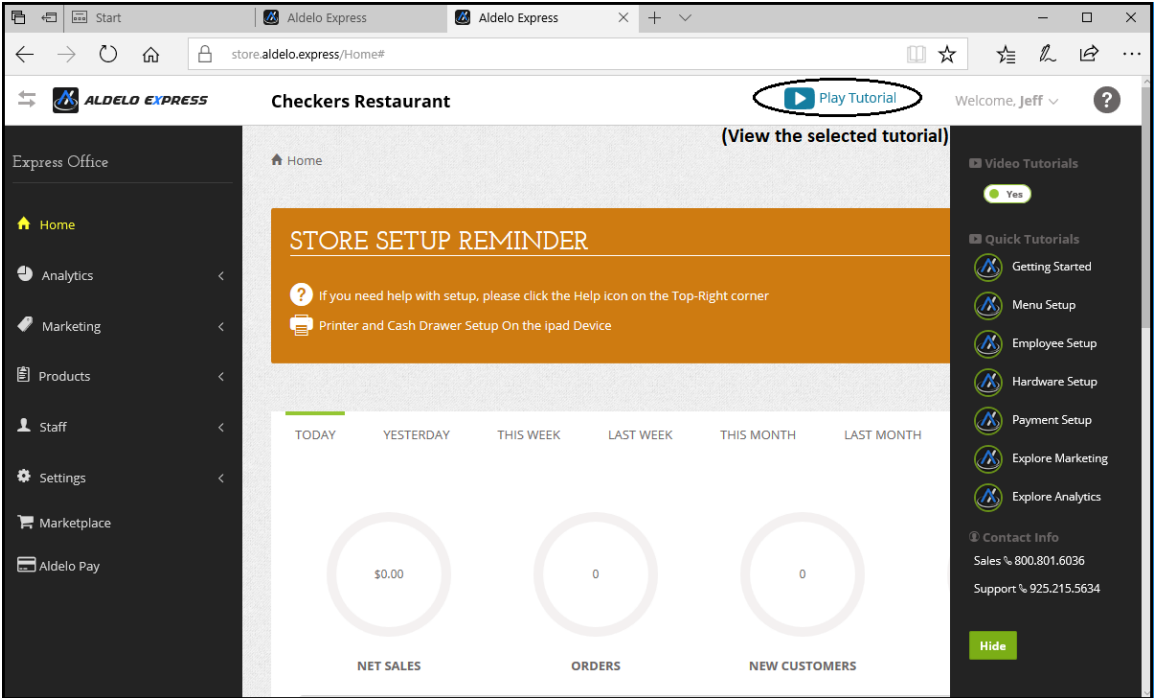 Start
Aldelo Express
Aldelo Express
store.aldelo.express/Home#
ALDELO EXPRESS
Checkers Restaurant
Play Tutorial
Welcome, Jeff
?
(View the selected tutorial)
Express Office
Home
Analytics
Marketing
Products
Staff
Settings
Marketplace
Aldelo Pay
Home
STORE SETUP REMINDER
? If you need help with setup, please click the Help icon on the Top-Right corner
Printer and Cash Drawer Setup On the ipad Device
TODAY YESTERDAY THIS WEEK LAST WEEK THIS MONTH LAST MONTH
$0.00 0 0
NET SALES ORDERS NEW CUSTOMERS
Video Tutorials
Yes
Quick Tutorials
Getting Started
Menu Setup
Employee Setup
Hardware Setup
Payment Setup
Explore Marketing
Explore Analytics
Contact Info
Sales 800.801.6036
Support 925.215.5634
Hide